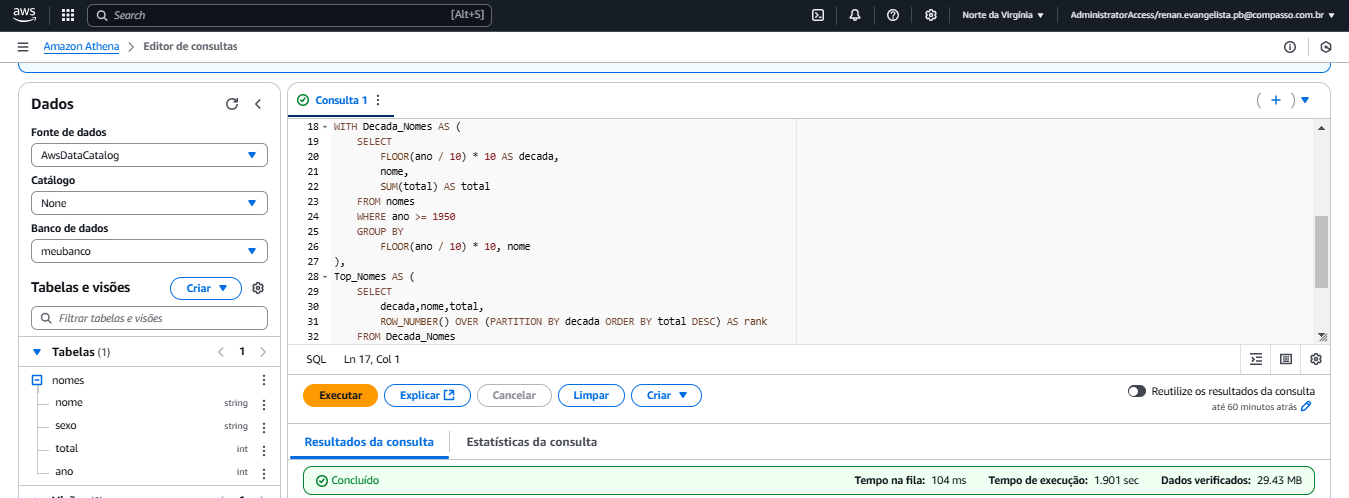 aws Search [Alt+S] Norte da Virgínia AdministratorAccess/renan.evangelista.pb@compasso.com.br
Amazon Athena Editor de consultas
Dados
Fonte de dados
AwsDataCatalog
Catálogo
None
Banco de dados
meubanco
Tabelas e visões Criar
Filtrar tabelas e visões
Tabelas (1) 1
nomes
nome string
sexo string
total int
ano int
Consulta 1
18 WITH Decada_Nomes AS (
19 SELECT
20 FLOOR(ano / 10) * 10 AS decada,
21 nome,
22 SUM(total) AS total
23 FROM nomes
24 WHERE ano >= 1950
25 GROUP BY
26 FLOOR(ano / 10) * 10, nome
27 ),
28 Top_Nomes AS (
29 SELECT
30 decada,nome,total,
31 ROW_NUMBER() OVER (PARTITION BY decada ORDER BY total DESC) AS rank
32 FROM Decada_Nomes
SQL Ln 17, Col 1
Executar Explicar Cancelar Limpar Criar
Reutilize os resultados da consulta
até 60 minutos atrás
Resultados da consulta Estatísticas da consulta
Concluído Tempo na fila: 104 ms Tempo de execução: 1.901 sec Dados verificados: 29.43 MB